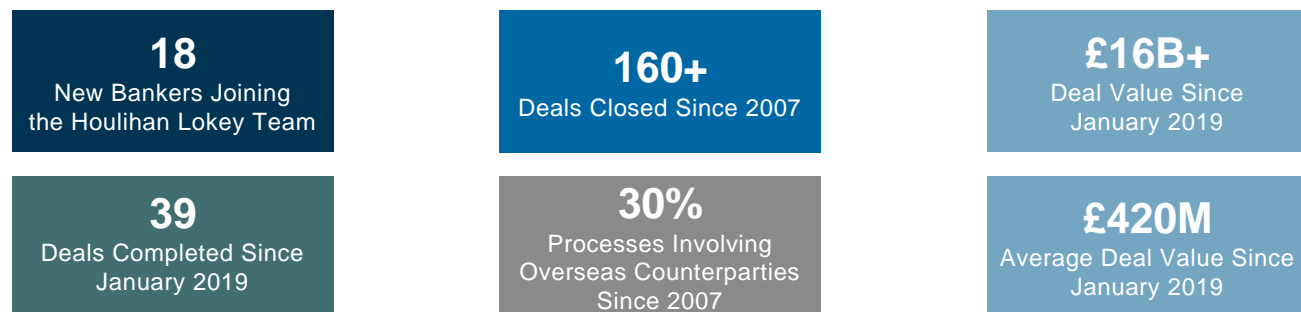 18
New Bankers Joining
the Houlihan Lokey Team
160+
Deals Closed Since 2007
£16B+
Deal Value Since
January 2019
39
Deals Completed Since
January 2019
30%
Processes Involving
Overseas Counterparties
Since 2007
£420M
Average Deal Value Since
January 2019